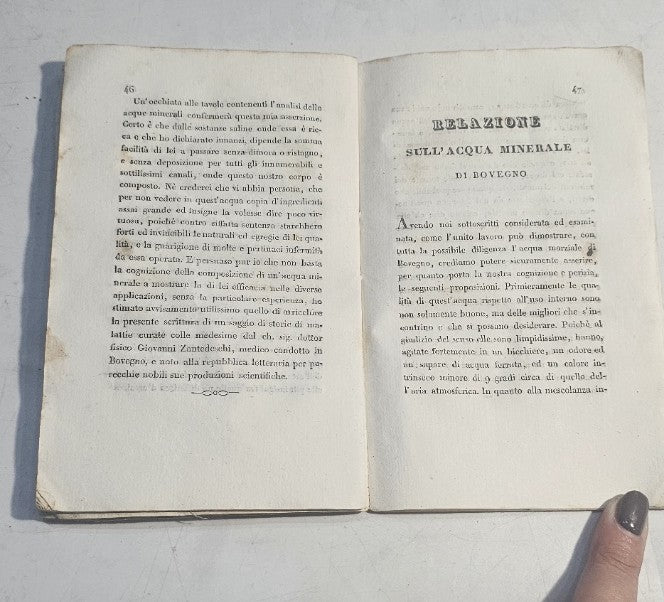 46
Un'occhiata alle tavole contenenti l'analisi delle
acque minerali confermerà questa mia asserzione.
Certo è che dalle sostanze saline onde essa è ric-
ca e che ho dichiarato innanzi, dipende la somma
facilità di lei a passare senza dimora o ristagno,
e senza deposizione per tutti gli innumerabili e
sottilissimi canali, onde questo nostro corpo è
composto. Nè crederei che vi abbia persone, che
per non vedere in quest'acqua copia d'ingredienti
assai grande ed insigne la volesse dire poco vir-
tuosa, poichè contro siffatta sentenza starebbero
forti ed invincibili le naturali ed egregie di lei qua-
lità, e la guarigione di molte e pertinaci infermità
da essa operata. E persuaso pur io che non basta
la cognizione della composizione di un'acqua mi-
nerale a mostrare la di lei efficacia nelle diverse
applicazioni, senza la particolare esperienza, ho
stimato avvisamento utilissimo quello di arricchire
la presente scrittura di un saggio di storie di ma-
lattie curate colle medesime dal ch. sig. dottor
fisico Giovanni Zantedeschi, medico condotto in
Bovegno, e noto alla repubblica letteraria per pa-
recchie nobili sue produzioni scientifiche.
47
RELAZIONE
SULL'ACQUA MINERALE
DI BOVEGNO
Avendo noi sottoscritti considerata ed esami-
nata, come l'unito lavoro può dimostrare, con
tutta la possibile diligenza l'acqua marziale di
Bovegno, crediamo potere sicuramente asserire,
per quanto porta la nostra cognizione e perizia,
le seguenti proposizioni. Primieramente le qua-
lità di quest'acqua rispetto all'uso interno sono
non solamente buone, ma delle migliori che s'in-
contrino e che si possano desiderare. Poichè al
giudizio del senso elle sono limpidissime, hanno,
agitate fortemente in un bicchiere, un odore ed
un sapore di acqua ferrata, ed un calore in-
trinseco minore di 9 gradi circa di quello del-
l'aria atmosferica. In quanto alla mescolanza in-